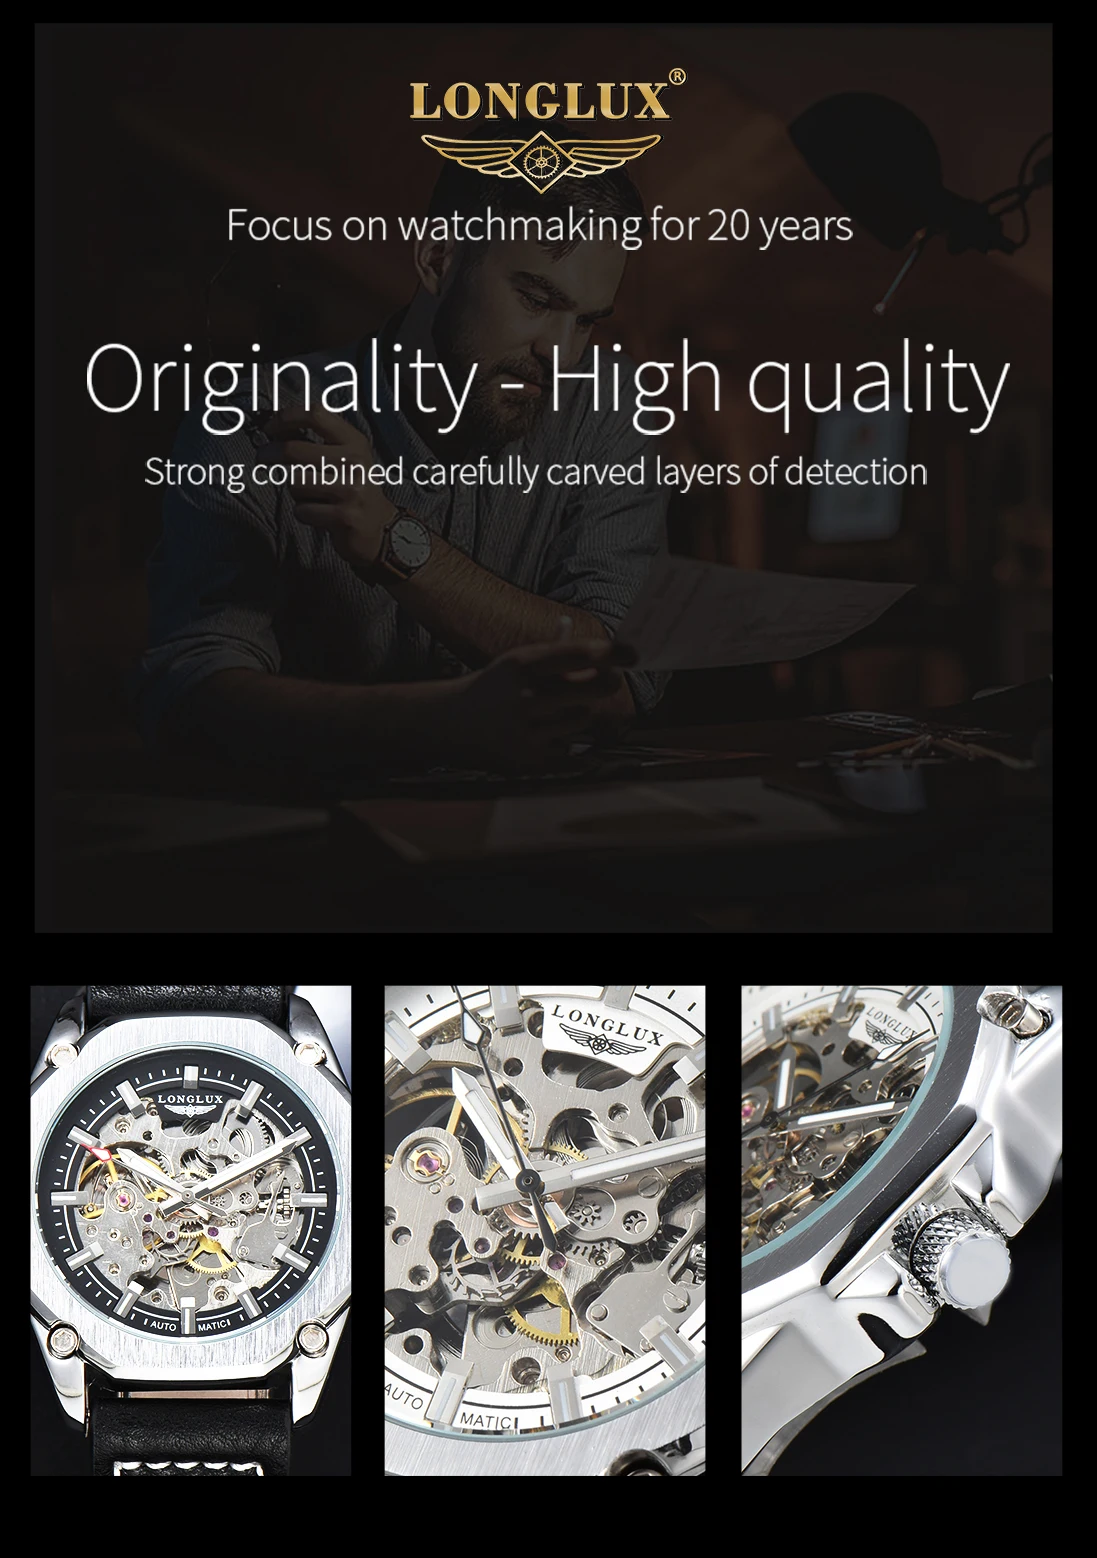 LONGLUX®
Focus on watchmaking for 20 years
Originality - High quality
Strong combined carefully carved layers of detection
LONGLUX
AUTO MATIC
LONGLUX
AUTO MATIC
LONGLUX